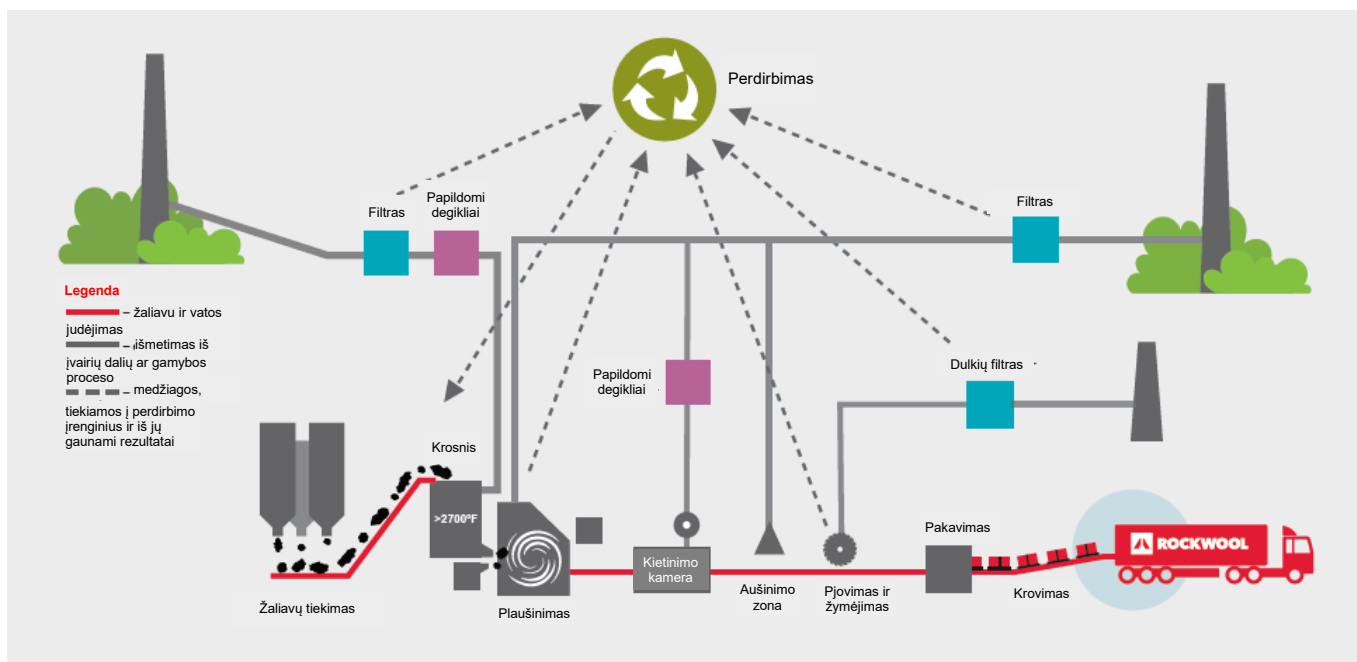 Perdirbimas
Papildomi
degikliai
Filtras
Filtras
Legenda
– žaliavu ir vatos
judėjimas
– išmetimas iš
įvairių dalių ar gamybos
proceso
– medžiagos,
tiekiamos į perdirbimo
įrenginius ir iš jų
gaunami rezultatai
Papildomi
degikliai
Dulkių filtras
Krosnis
>2700ºF
Kietinimo
kamera
Pakavimas
ROCKWOOL
Žaliavų tiekimas
Plaušinimas
Aušinimo
zona
Pjovimas ir
žymėjimas
Krovimas